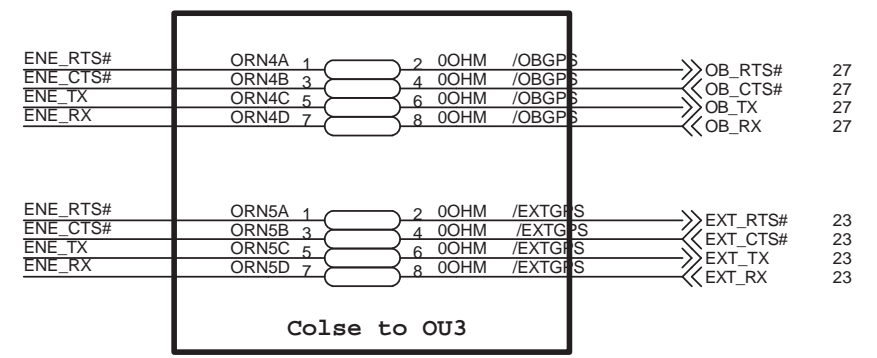 ENE_RTS# ORN4A 1 2 0OHM /OBGPS OB_RTS# 27
ENE_CTS# ORN4B 3 4 0OHM /OBGPS OB_CTS# 27
ENE_TX ORN4C 5 6 0OHM /OBGPS OB_TX 27
ENE_RX ORN4D 7 8 0OHM /OBGPS OB_RX 27
ENE_RTS# ORN5A 1 2 0OHM /EXTGPS EXT_RTS# 23
ENE_CTS# ORN5B 3 4 0OHM /EXTGPS EXT_CTS# 23
ENE_TX ORN5C 5 6 0OHM /EXTGPS EXT_TX 23
ENE_RX ORN5D 7 8 0OHM /EXTGPS EXT_RX 23
Colse to OU3